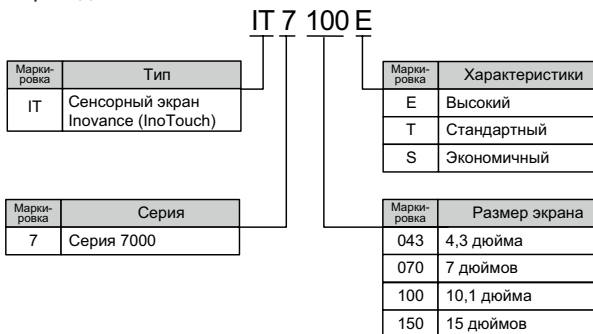 IT 7 100 E
Марки-
ровка
Тип
IT
Сенсорный экран
Inovance (InoTouch)
Марки-
ровка
Характеристики
E
Высокий
T
Стандартный
S
Экономичный
Марки-
ровка
Серия
7
Серия 7000
Марки-
ровка
Размер экрана
043
4,3 дюйма
070
7 дюймов
100
10,1 дюйма
150
15 дюймов